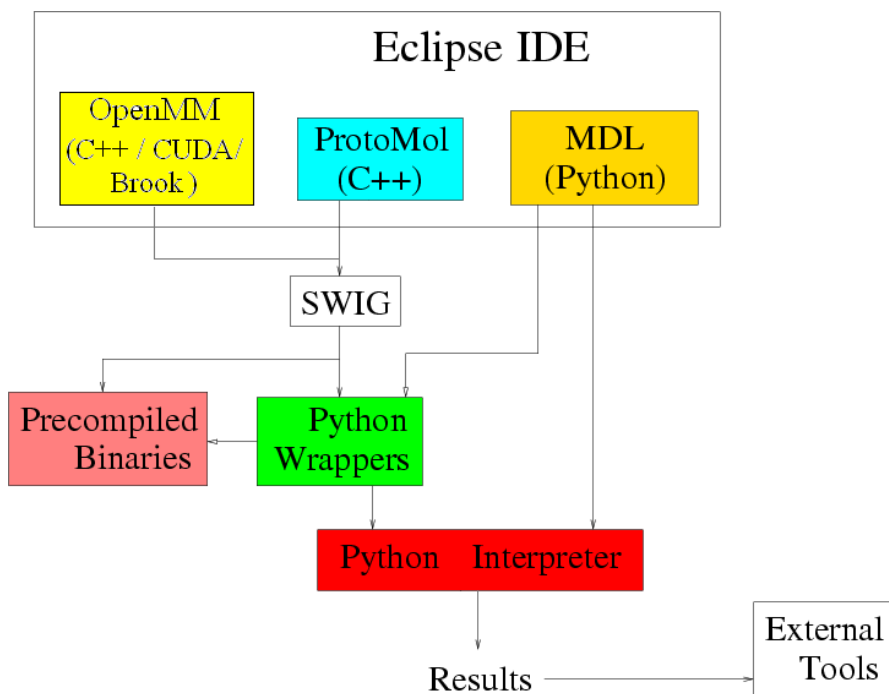 Eclipse IDE
OpenMM
(C++ / CUDA/
Brook )
ProtoMol
(C++)
MDL
(Python)
SWIG
Precompiled
Binaries
Python
Wrappers
Python Interpreter
Results
External
Tools